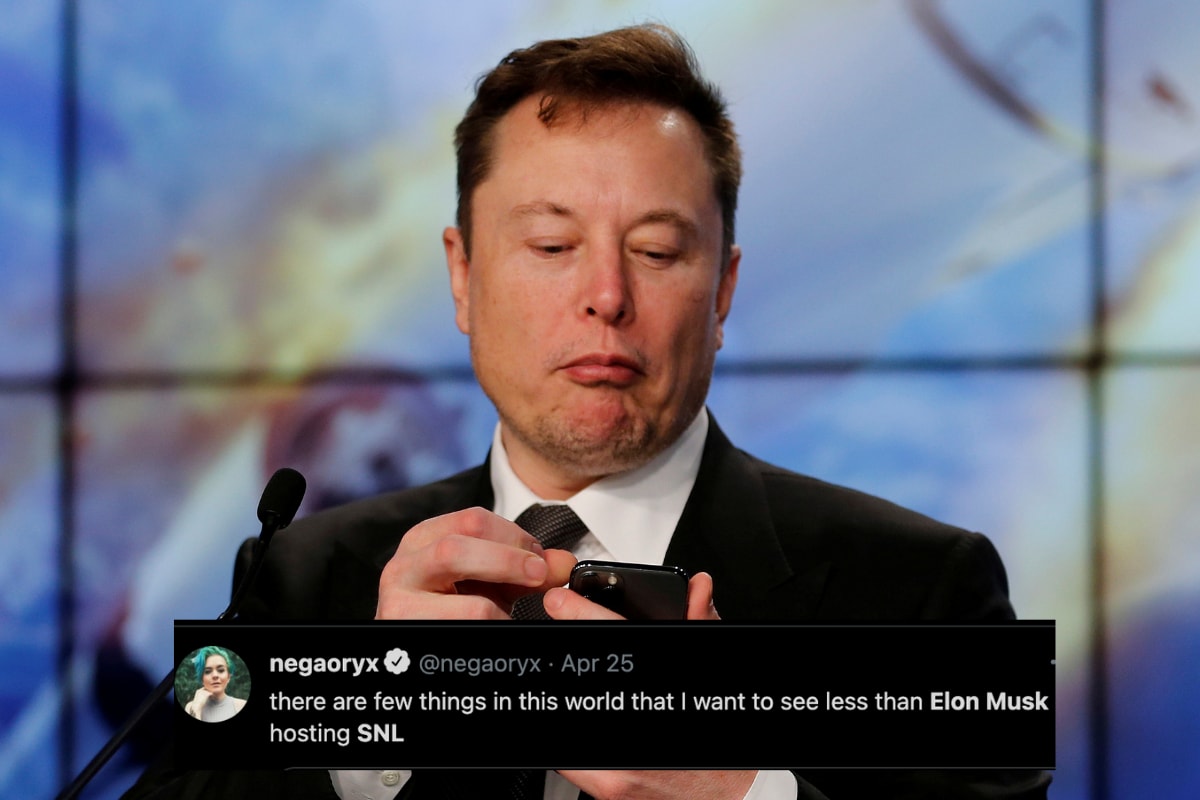 negaoryx @negaoryx · Apr 25
there are few things in this world that I want to see less than Elon Musk
hosting SNL